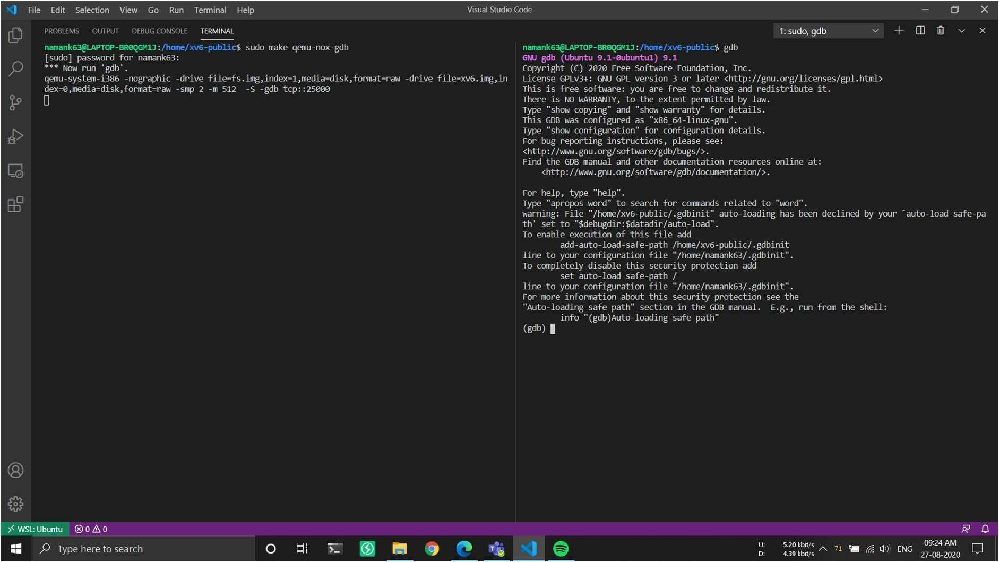 File Edit Selection View Go Run Terminal Help
Visual Studio Code
PROBLEMS OUTPUT DEBUG CONSOLE TERMINAL
1: sudo, gdb
namank63@LAPTOP-BR0QGM1J:/home/xv6-public$ sudo make qemu-nox-gdb
[sudo] password for namank63:
*** Now run 'gdb'.
qemu-system-i386 -nographic -drive file=fs.img,index=1,media=disk,format=raw -drive file=xv6.img,in
dex=0,media=disk,format=raw -smp 2 -m 512  -S -gdb tcp::25000
namank63@LAPTOP-BR0QGM1J:/home/xv6-public$ gdb
GNU gdb (Ubuntu 9.1-0ubuntu1) 9.1
Copyright (C) 2020 Free Software Foundation, Inc.
License GPLv3+: GNU GPL version 3 or later <http://gnu.org/licenses/gpl.html>
This is free software: you are free to change and redistribute it.
There is NO WARRANTY, to the extent permitted by law.
Type "show copying" and "show warranty" for details.
This GDB was configured as "x86_64-linux-gnu".
Type "show configuration" for configuration details.
For bug reporting instructions, please see:
<http://www.gnu.org/software/gdb/bugs/>.
Find the GDB manual and other documentation resources online at:
    <http://www.gnu.org/software/gdb/documentation/>.
For help, type "help".
Type "apropos word" to search for commands related to "word".
warning: File "/home/xv6-public/.gdbinit" auto-loading has been declined by your `auto-load safe-pa
th' set to "$debugdir:$datadir/auto-load".
To enable execution of this file add
        add-auto-load-safe-path /home/xv6-public/.gdbinit
line to your configuration file "/home/namank63/.gdbinit".
To completely disable this security protection add
        set auto-load safe-path /
line to your configuration file "/home/namank63/.gdbinit".
For more information about this security protection see the
"Auto-loading safe path" section in the GDB manual.  E.g., run from the shell:
        info "(gdb)Auto-loading safe path"
(gdb)
WSL: Ubuntu 0 0
Type here to search
U: 5.20 kbit/s
D: 4.39 kbit/s
71
ENG
09:24 AM
27-08-2020